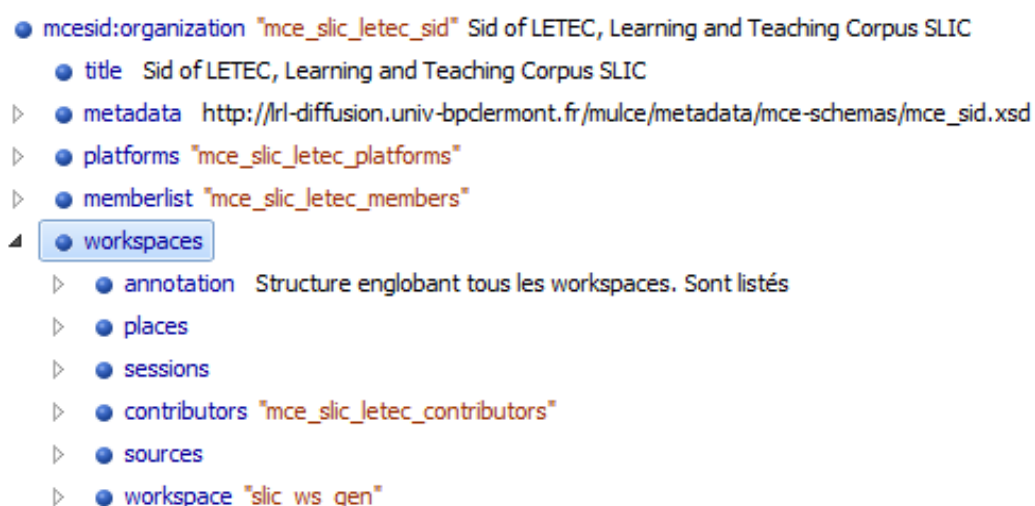 mcesid:organization "mce_slic_letec_sid" Sid of LETEC, Learning and Teaching Corpus SLIC
title Sid of LETEC, Learning and Teaching Corpus SLIC
metadata http://lrl-diffusion.univ-bpclermont.fr/mulce/metadata/mce-schemas/mce_sid.xsd
platforms "mce_slic_letec_platforms"
memberlist "mce_slic_letec_members"
workspaces
annotation Structure englobant tous les workspaces. Sont listés
places
sessions
contributors "mce_slic_letec_contributors"
sources
workspace "slic_ws_gen"